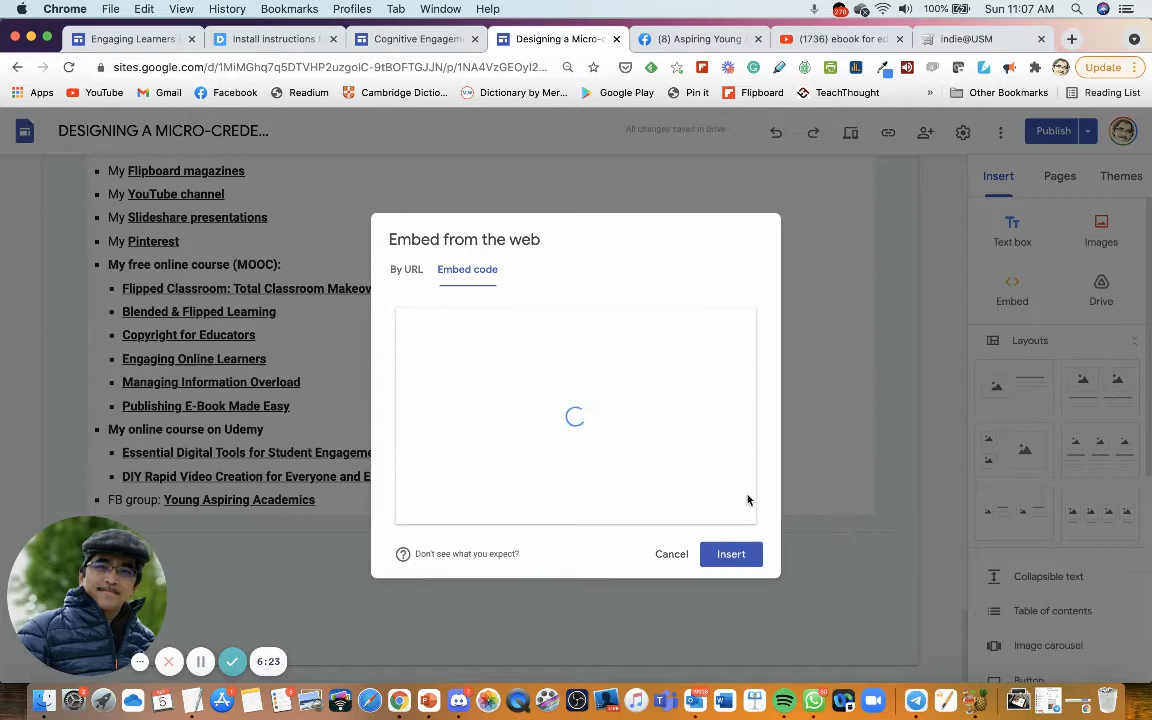 Chrome File Edit View History Bookmarks Profiles Tab Window Help 278 100% Sun 11:07 AM
Engaging Learners Install instructions f Cognitive Engagem Designing a Micro-c (8) Aspiring Young A (1736) ebook for ed indie@USM
sites.google.com/d/1MiMGhq7q5DTVHP2uzgolC-9tBOFTGJJN/p/1NA4VzGEOyI2... Update
Apps YouTube Gmail Facebook Readium Cambridge Dictio... Dictionary by Mer... Google Play Pin it Flipboard TeachThought » Other Bookmarks Reading List
DESIGNING A MICRO-CREDE... All changes saved in Drive Publish
Insert Pages Themes
My Flipboard magazines
My YouTube channel
My Slideshare presentations
My Pinterest
My free online course (MOOC):
Flipped Classroom: Total Classroom Makeov
Blended & Flipped Learning
Copyright for Educators
Engaging Online Learners
Managing Information Overload
Publishing E-Book Made Easy
My online course on Udemy
Essential Digital Tools for Student Engageme
DIY Rapid Video Creation for Everyone and E
FB group: Young Aspiring Academics
Embed from the web
By URL Embed code
Don't see what you expect?
Cancel Insert
Text box Images
Embed Drive
Layouts
Collapsible text
Table of contents
Image carousel
Button
6:23